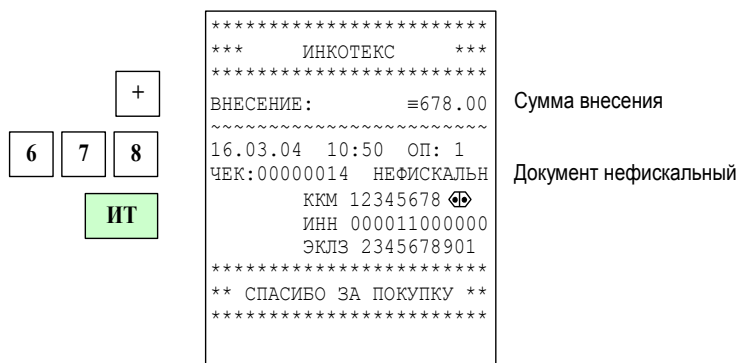 +
6 7 8
ИТ
************************
*** ИНКОТЕКС ***
************************
ВНЕСЕНИЕ: ≡678.00
~~~~~~~~~~~~~~~~~~~~~~~~
16.03.04 10:50 ОП: 1
ЧЕК:00000014 НЕФИСКАЛЬН
ККМ 12345678
ИНН 000011000000
ЭКЛЗ 2345678901
************************
** СПАСИБО ЗА ПОКУПКУ **
************************
Сумма внесения
Документ нефискальный